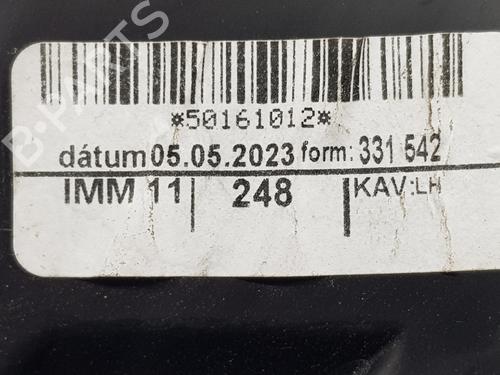 B-PARTS
*50161012*
dátum 05.05.2023 form: 331 542
IMM 11 248 KAV:LH